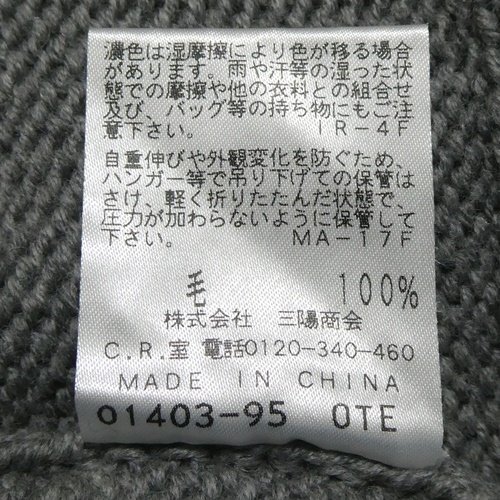 濃色は湿摩擦により色が移る場合
があります。雨や汗等の湿った状
態での摩擦や他の衣料との組合せ
及び、バッグ等の持ち物にもご注
意下さい。 IR-4F
自重伸びや外観変化を防ぐため、
ハンガー等で吊り下げての保管は
さけ、軽く折りたたんだ状態で、
圧力が加わらないように保管して
下さい。 MA-17F
毛 100%
株式会社 三陽商会
C.R.室 電話0120-340-460
MADE IN CHINA
01403-95 0TE